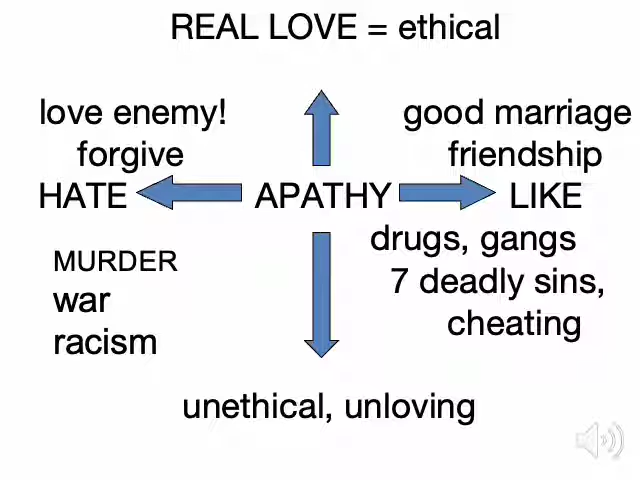 REAL LOVE = ethical
love enemy!
forgive
good marriage
friendship
HATE
APATHY
LIKE
MURDER
war
racism
drugs, gangs
7 deadly sins,
cheating
unethical, unloving